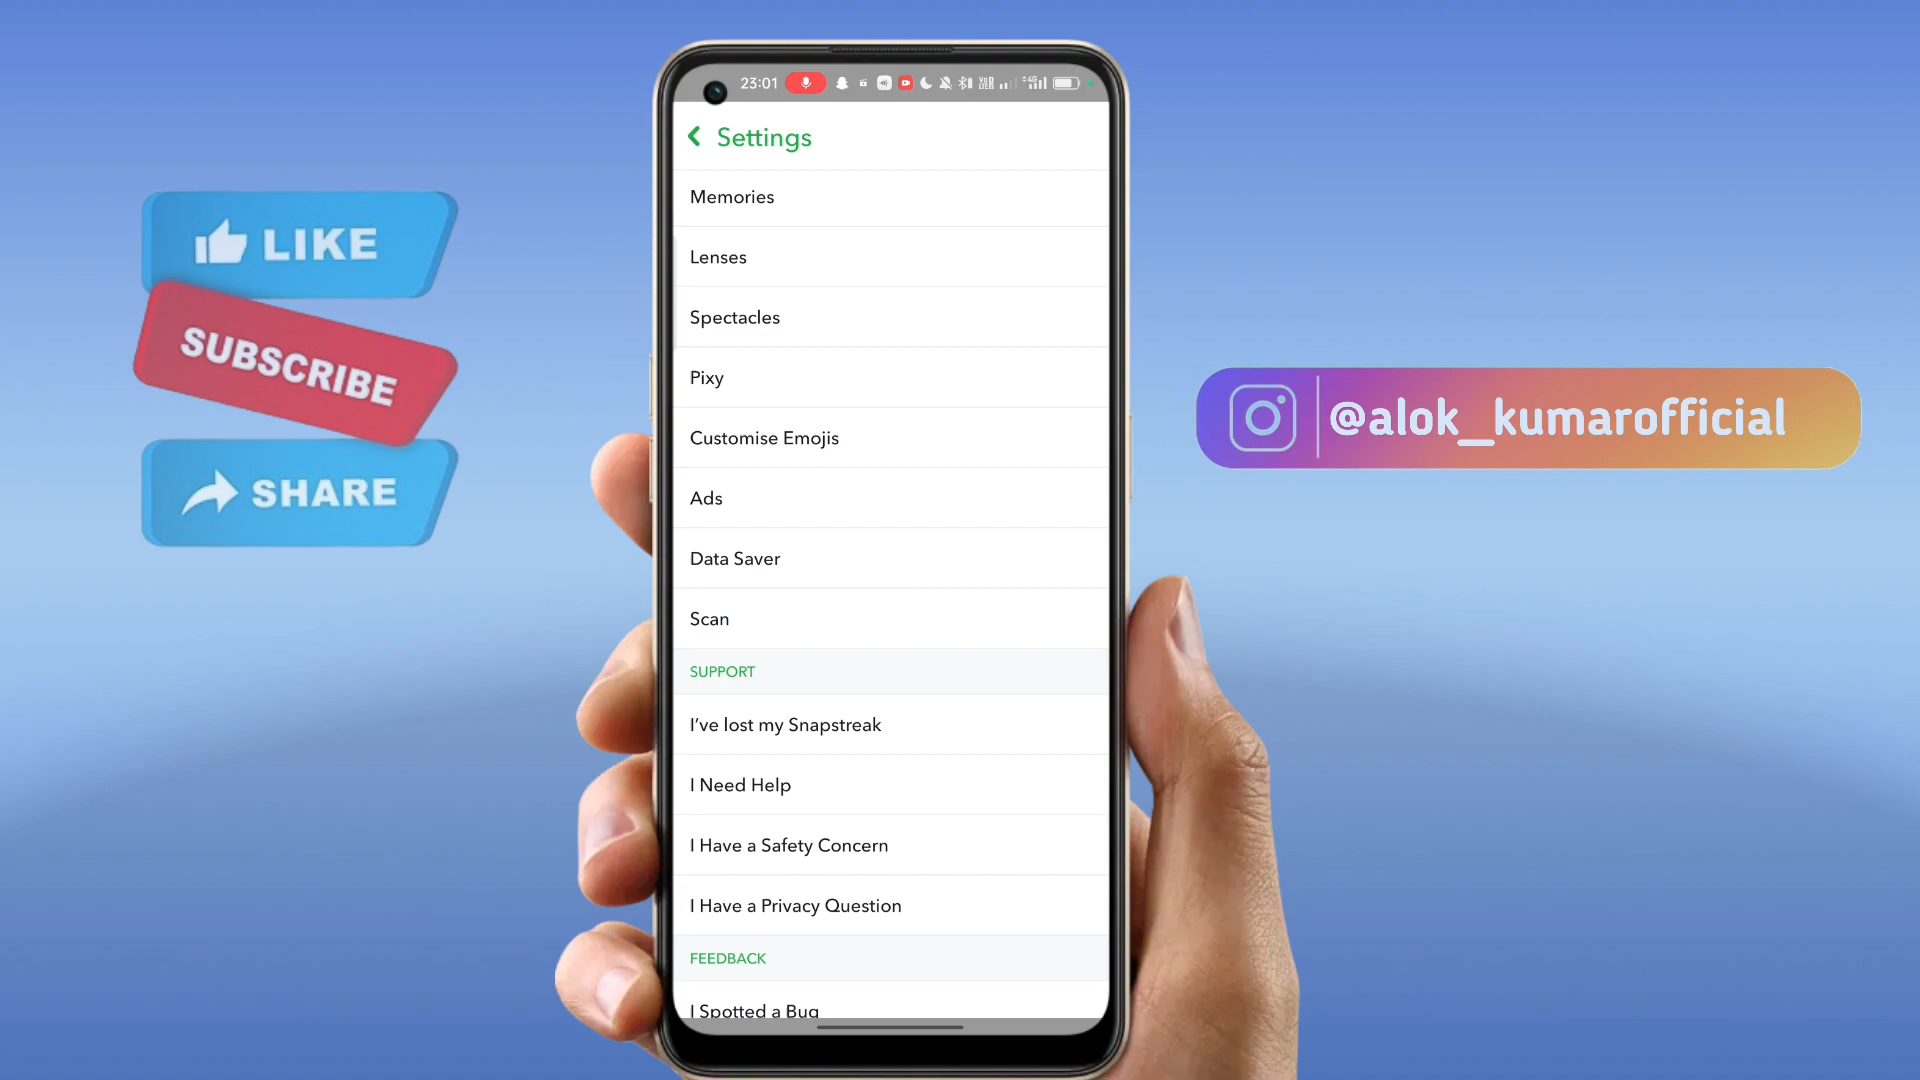 23:01
Settings
Memories
Lenses
Spectacles
Pixy
Customise Emojis
Ads
Data Saver
Scan
SUPPORT
I’ve lost my Snapstreak
I Need Help
I Have a Safety Concern
I Have a Privacy Question
FEEDBACK
I Spotted a Bug
LIKE
SUBSCRIBE
SHARE
@alok_kumarofficial